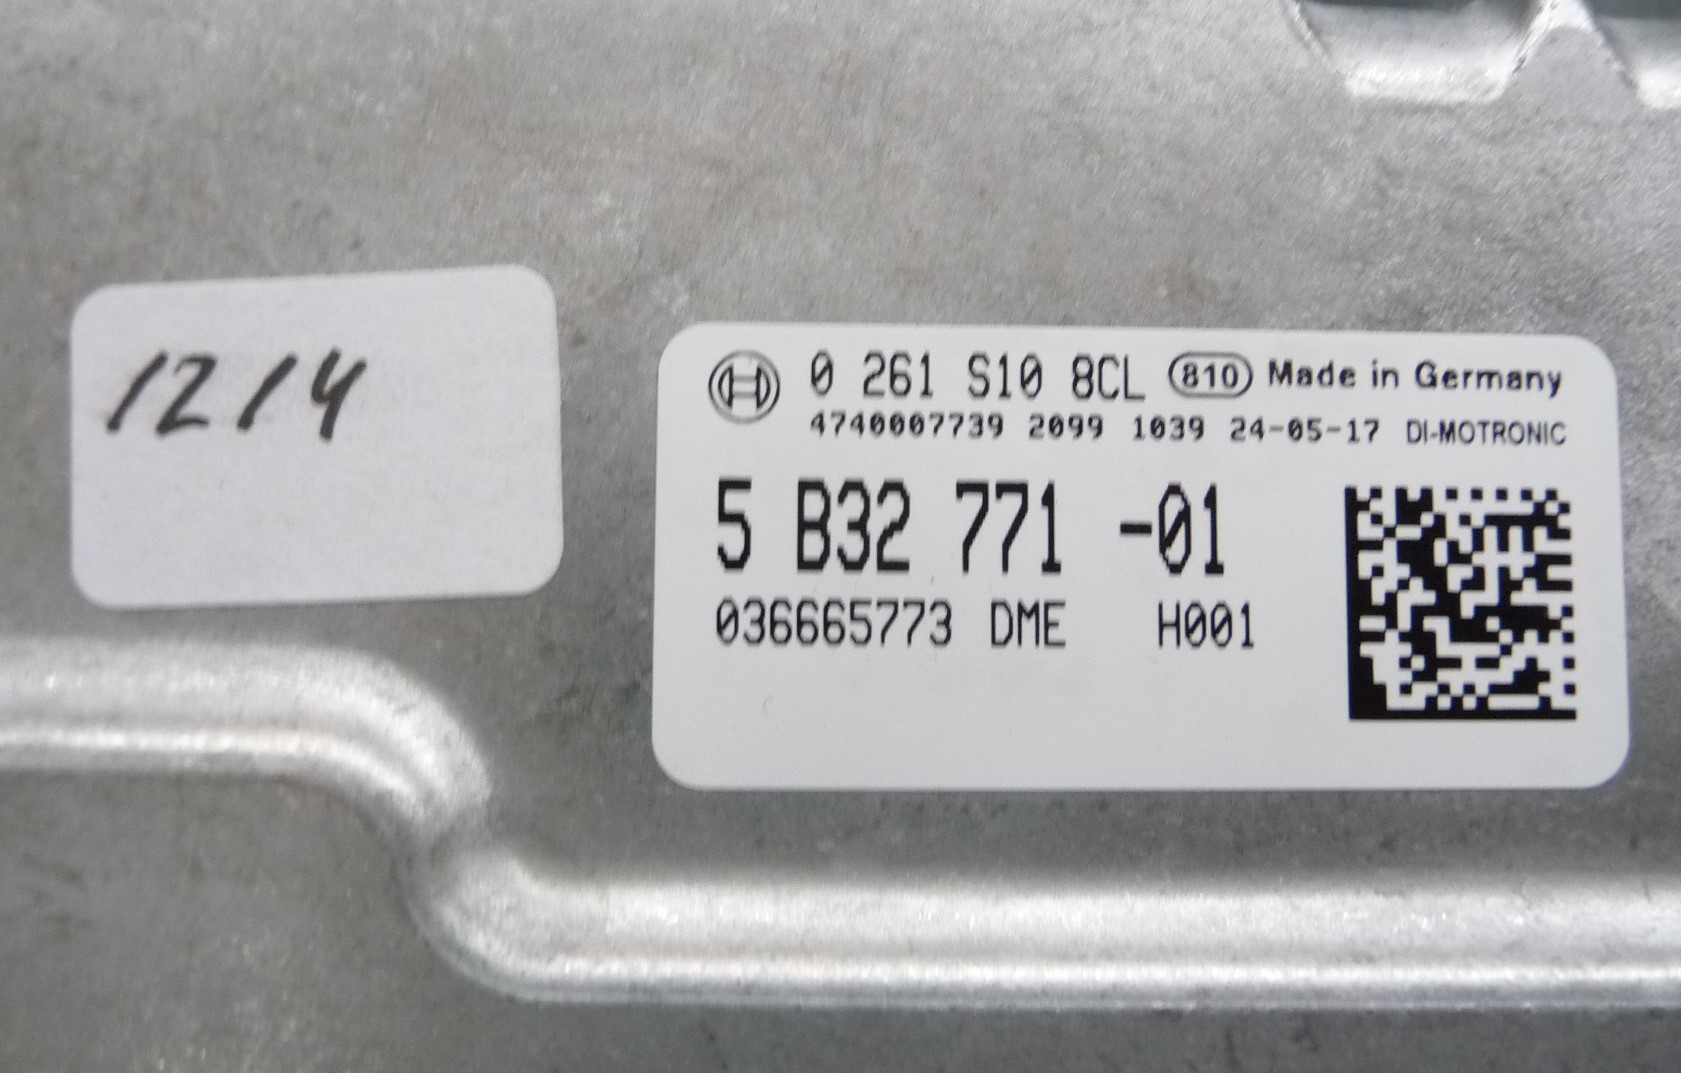 1214
0 261 S10 8CL 810 Made in Germany
4740007739 2099 1039 24-05-17 DI-MOTRONIC
5 B32 771 -01
036665773 DME H001